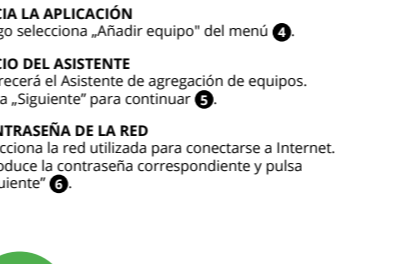 CIA LA APLICACIÓN
go selecciona „Añadir equipo" del menú 4.
CIO DEL ASISTENTE
recerá el Asistente de agregación de equipos.
a „Siguiente” para continuar 5.
NTRASEÑA DE LA RED
cciona la red utilizada para conectarse a Internet.
oduce la contraseña correspondiente y pulsa
uiente” 6.